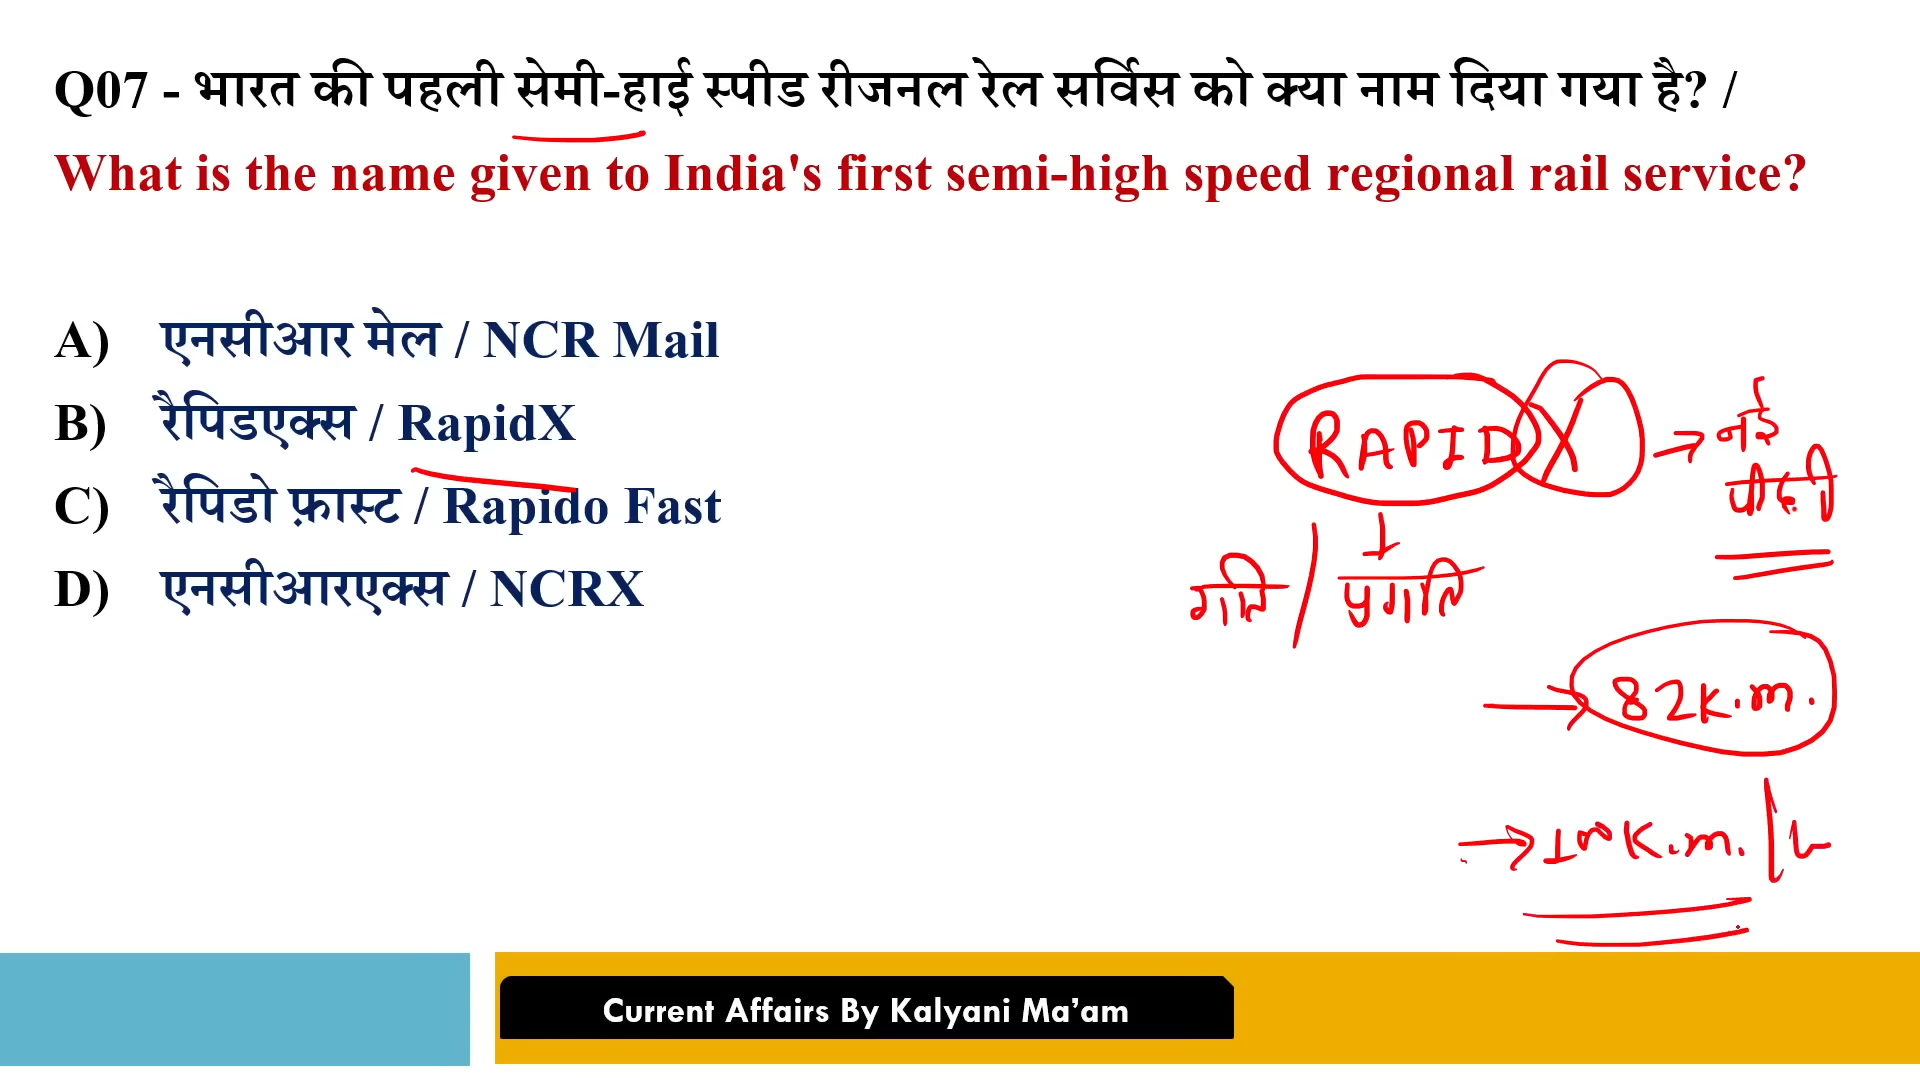 Q07 - भारत की पहली सेमी-हाई स्पीड रीजनल रेल सर्विस को क्या नाम दिया गया है? /
What is the name given to India's first semi-high speed regional rail service?
A) एनसीआर मेल / NCR Mail
B) रैपिडएक्स / RapidX
C) रैपिडो फ़ास्ट / Rapido Fast
D) एनसीआरएक्स / NCRX
RAPIDX → नई
पीढ़ी
गति / प्रगति
→ 82 K.m.
→ K.m./h
Current Affairs By Kalyani Ma’am